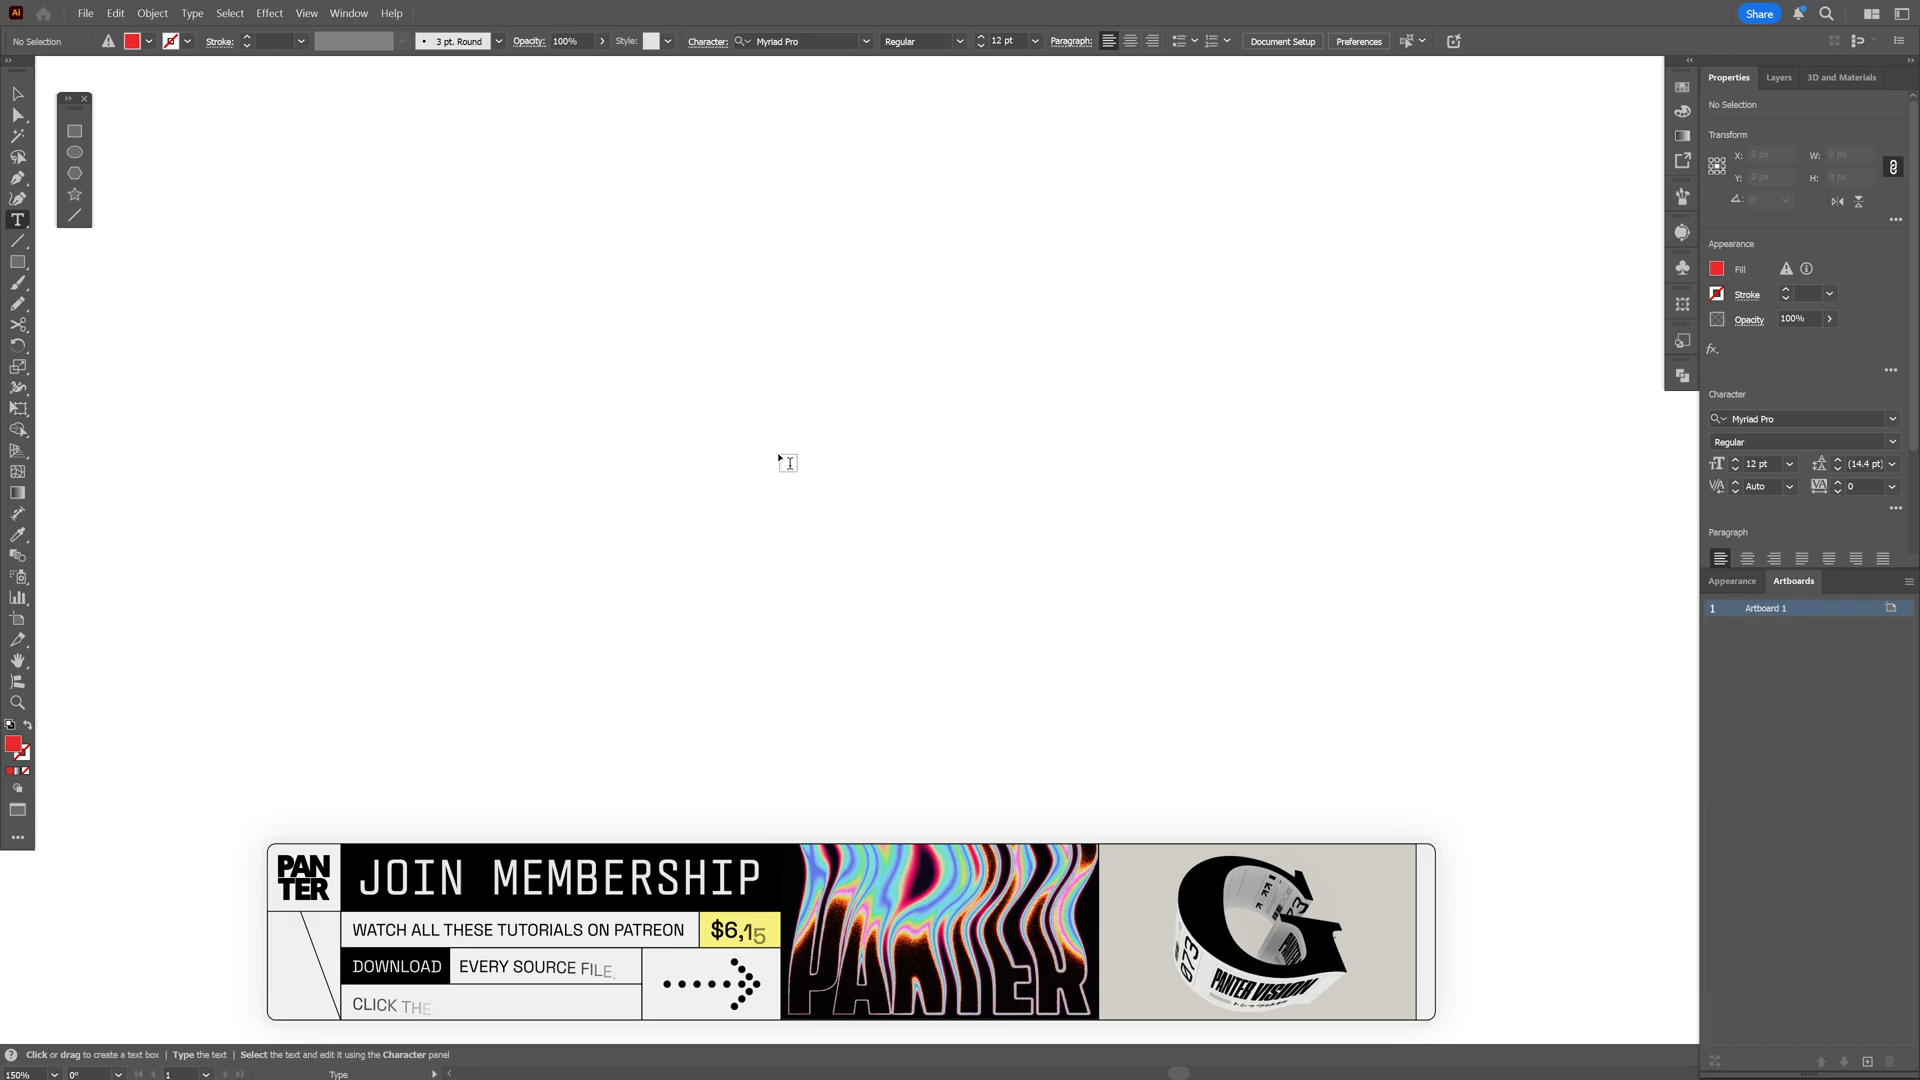 Ai File Edit Object Type Select Effect View Window Help Share
No Selection Stroke: 3 pt. Round Opacity: 100% Style: Character: Myriad Pro Regular 12 pt Paragraph: Document Setup Preferences
Properties Layers 3D and Materials
No Selection
Transform
X: 0 px W: 0 px
Y: 0 px H: 0 px
0°
Appearance
Fill
Stroke
Opacity 100%
fx.
Character
Myriad Pro
Regular
12 pt (14.4 pt)
Auto 0
Paragraph
Appearance Artboards
1 Artboard 1
PAN
TER
JOIN MEMBERSHIP
WATCH ALL THESE TUTORIALS ON PATREON $6,15
DOWNLOAD EVERY SOURCE FILE,
CLICK THE
PANTER
G
073
PANTER VISION
Click or drag to create a text box | Type the text | Select the text and edit it using the Character panel
150% 0° 1 Type